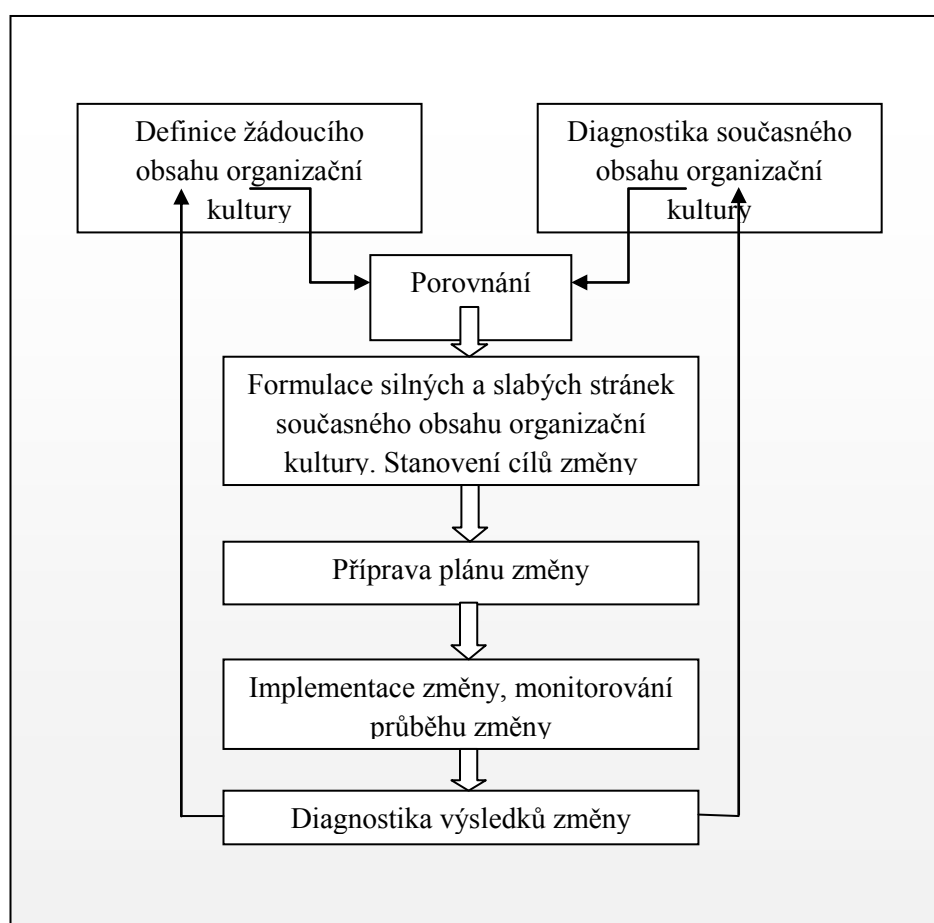 Definice žádoucího
obsahu organizační
kultury
Diagnostika současného
obsahu organizační
kultury
Porovnání
Formulace silných a slabých stránek
současného obsahu organizační
kultury. Stanovení cílů změny
Příprava plánu změny
Implementace změny, monitorování
průběhu změny
Diagnostika výsledků změny